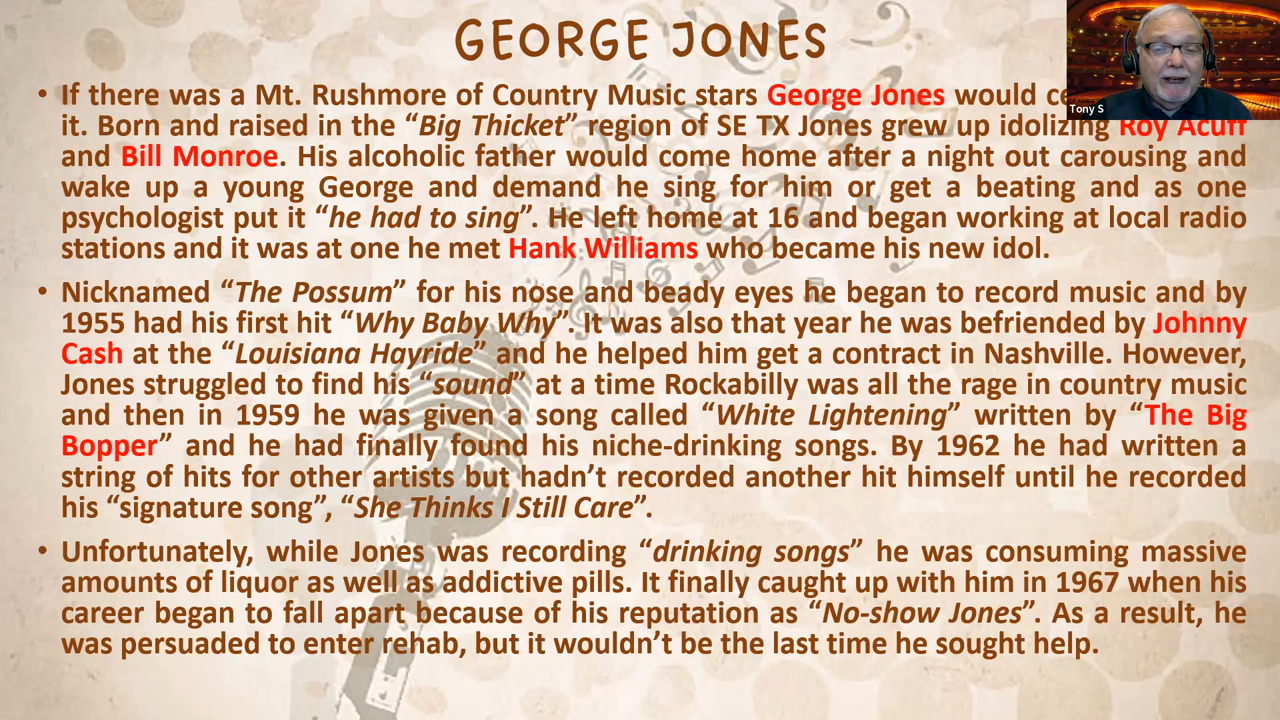 GEORGE JONES
• If there was a Mt. Rushmore of Country Music stars George Jones would
it. Born and raised in the “Big Thicket” region of SE TX Jones grew up idolizing Roy Acuff
and Bill Monroe. His alcoholic father would come home after a night out carousing and
wake up a young George and demand he sing for him or get a beating and as one
psychologist put it “he had to sing”. He left home at 16 and began working at local radio
stations and it was at one he met Hank Williams who became his new idol.
• Nicknamed “The Possum” for his nose and beady eyes he began to record music and by
1955 had his first hit “Why Baby Why”. It was also that year he was befriended by Johnny
Cash at the “Louisiana Hayride” and he helped him get a contract in Nashville. However,
Jones struggled to find his “sound” at a time Rockabilly was all the rage in country music
and then in 1959 he was given a song called “White Lightening” written by “The Big
Bopper” and he had finally found his niche-drinking songs. By 1962 he had written a
string of hits for other artists but hadn’t recorded another hit himself until he recorded
his “signature song”, “She Thinks I Still Care”.
• Unfortunately, while Jones was recording “drinking songs” he was consuming massive
amounts of liquor as well as addictive pills. It finally caught up with him in 1967 when his
career began to fall apart because of his reputation as “No-show Jones”. As a result, he
was persuaded to enter rehab, but it wouldn’t be the last time he sought help.
Tony S